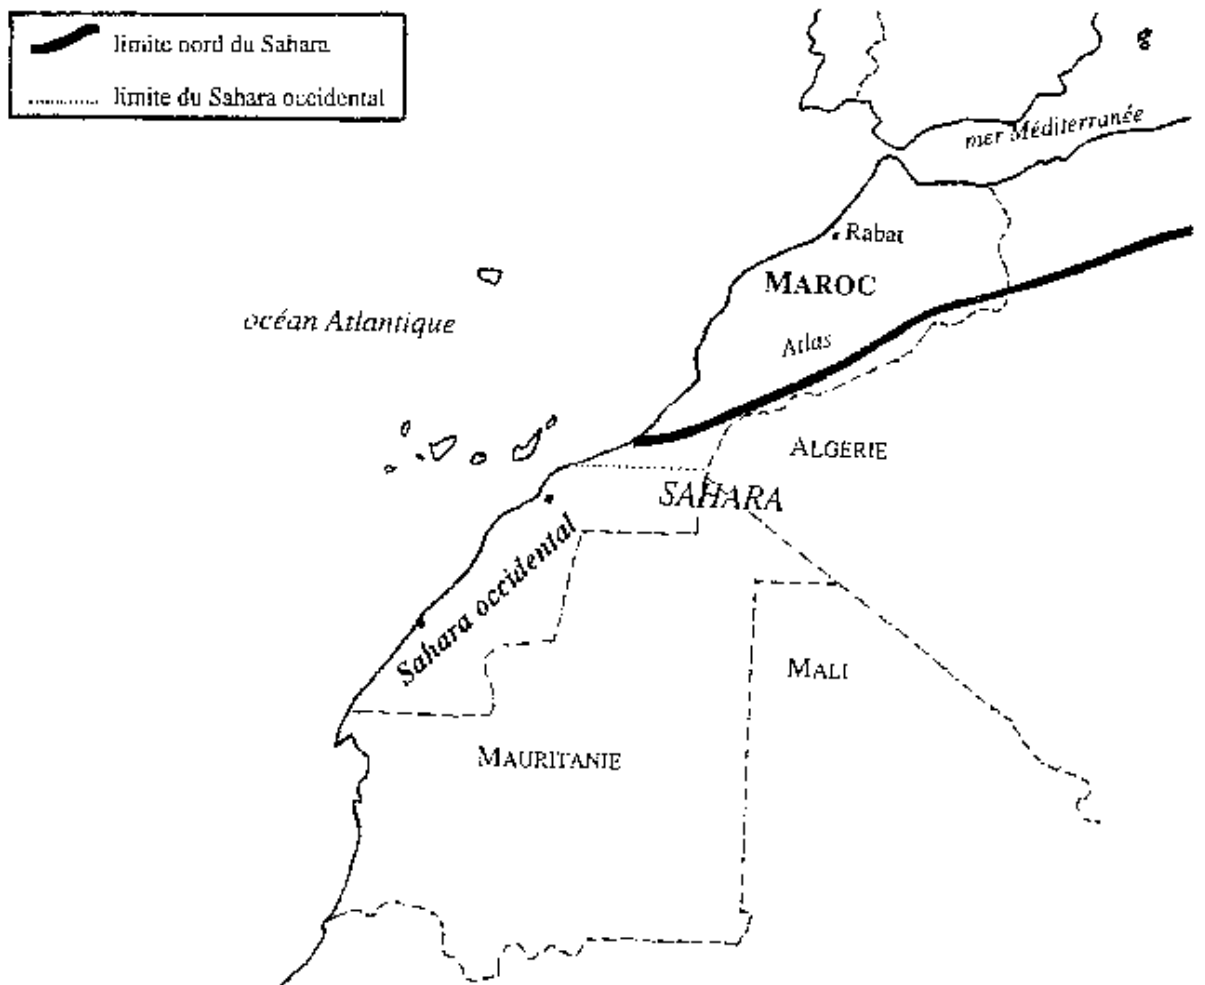 limite nord du Sahara
limite du Sahara occidental
mer Méditerranée
Rabat
MAROC
océan Atlantique
Atlas
ALGÉRIE
SAHARA
Sahara occidental
MALI
MAURITANIE